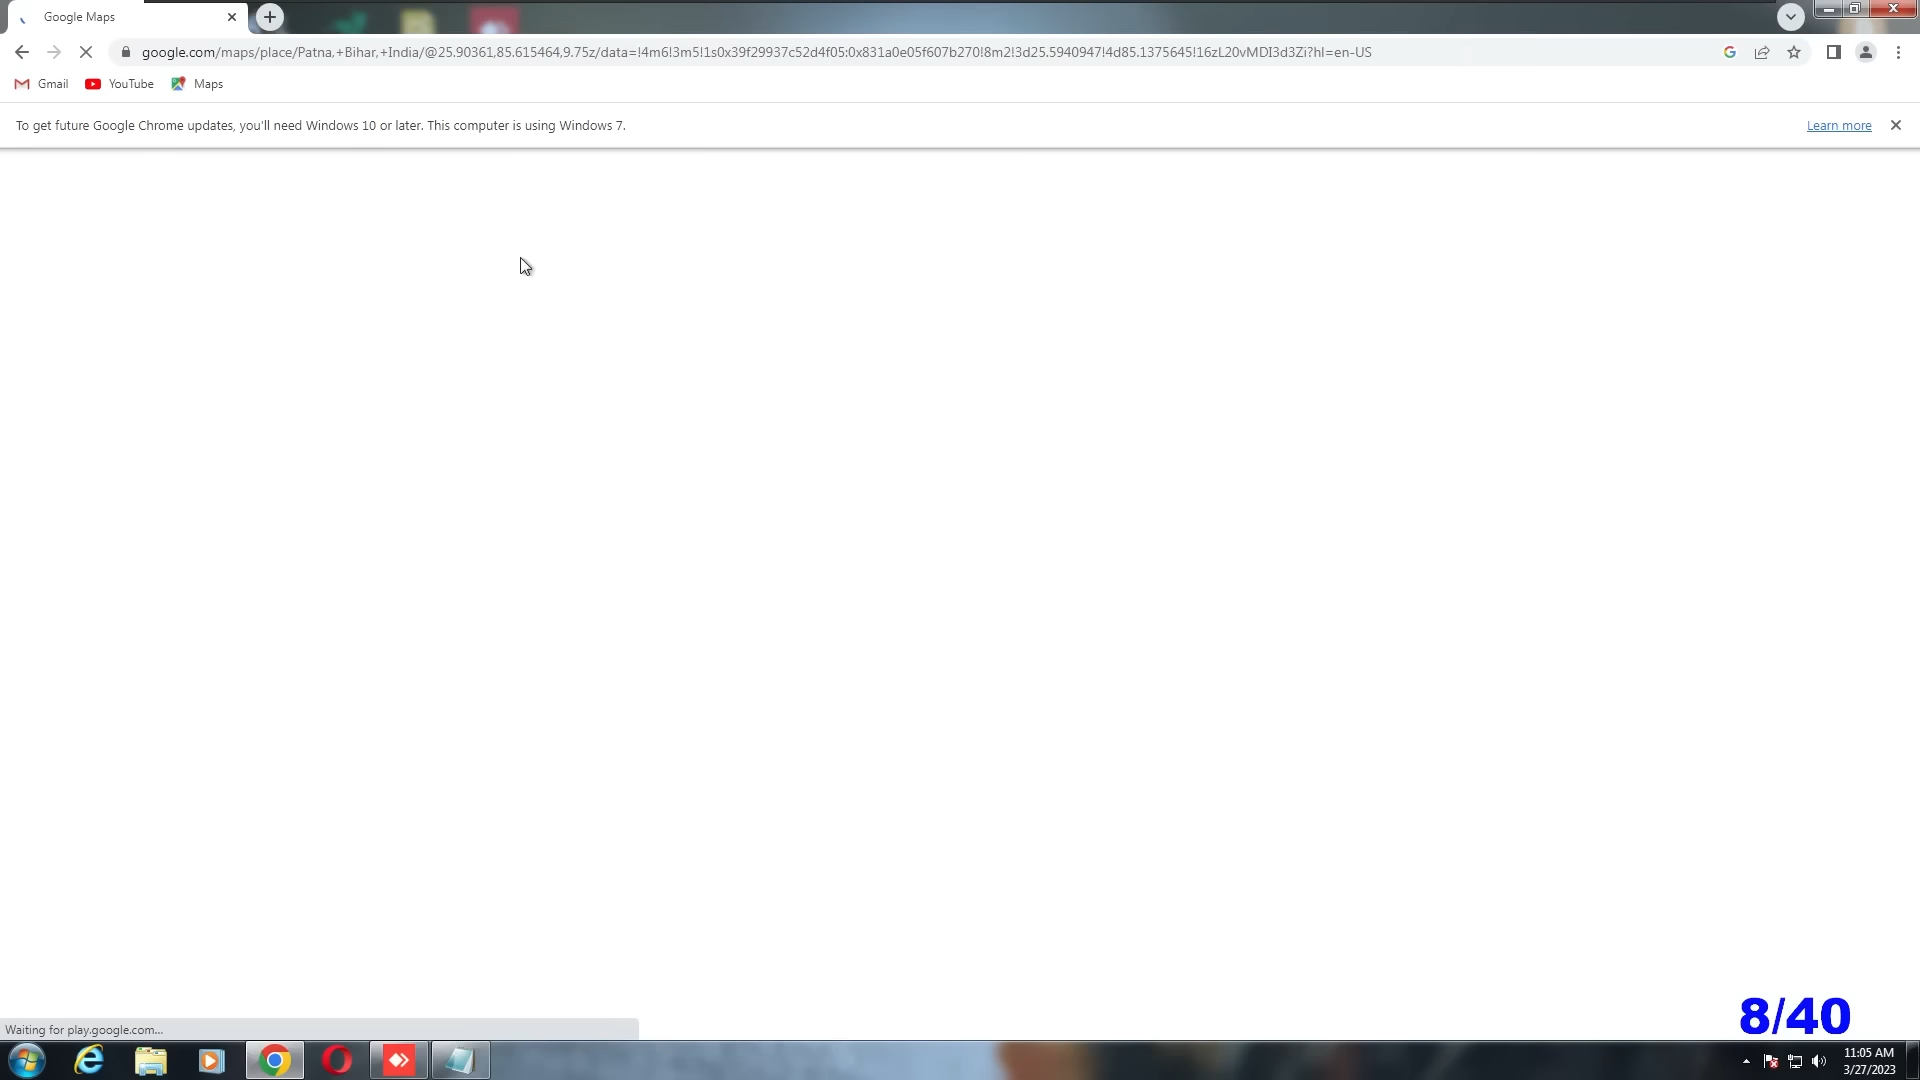 Google Maps
google.com/maps/place/Patna,+Bihar,+India/@25.90361,85.615464,9.75z/data=!4m6!3m5!1s0x39f29937c52d4f05:0x831a0e05f607b270!8m2!3d25.5940947!4d85.1375645!16zL20vMDI3d3Zi?hl=en-US
Gmail YouTube Maps
To get future Google Chrome updates, you'll need Windows 10 or later. This computer is using Windows 7. Learn more
8/40
Waiting for play.google.com...
11:05 AM
3/27/2023